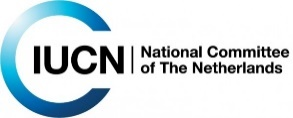 IUCN | National Committee
of The Netherlands